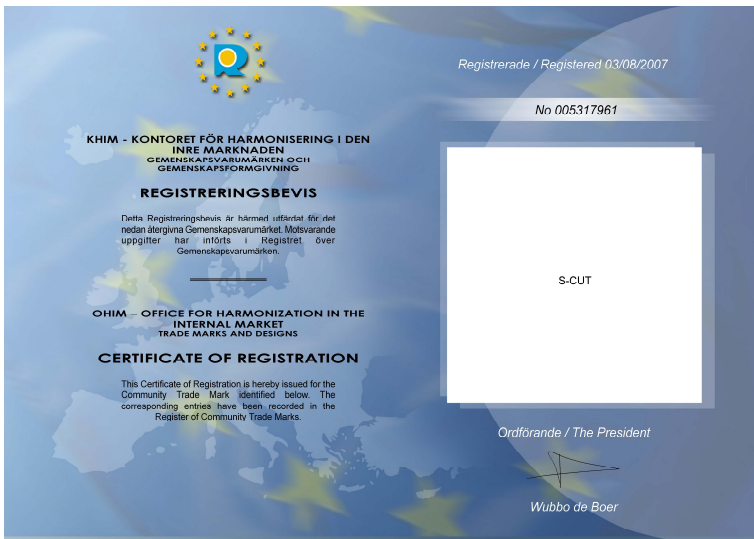 KHIM - KONTORET FÖR HARMONISERING I DEN
INRE MARKNADEN
GEMENSKAPSVARUMÄRKEN OCH
GEMENSKAPSFORMGIVNING
REGISTRERINGSBEVIS
Detta Registreringsbevis är härmed utfärdat för det
nedan återgivna Gemenskapsvarumärket. Motsvarande
uppgifter har införts i Registret över
Gemenskapsvarumärken.
OHIM – OFFICE FOR HARMONIZATION IN THE
INTERNAL MARKET
TRADE MARKS AND DESIGNS
CERTIFICATE OF REGISTRATION
This Certificate of Registration is hereby issued for the
Community Trade Mark identified below. The
corresponding entries have been recorded in the
Register of Community Trade Marks.
Registrerade / Registered 03/08/2007
No 005317961
S-CUT
Ordförande / The President
Wubbo de Boer